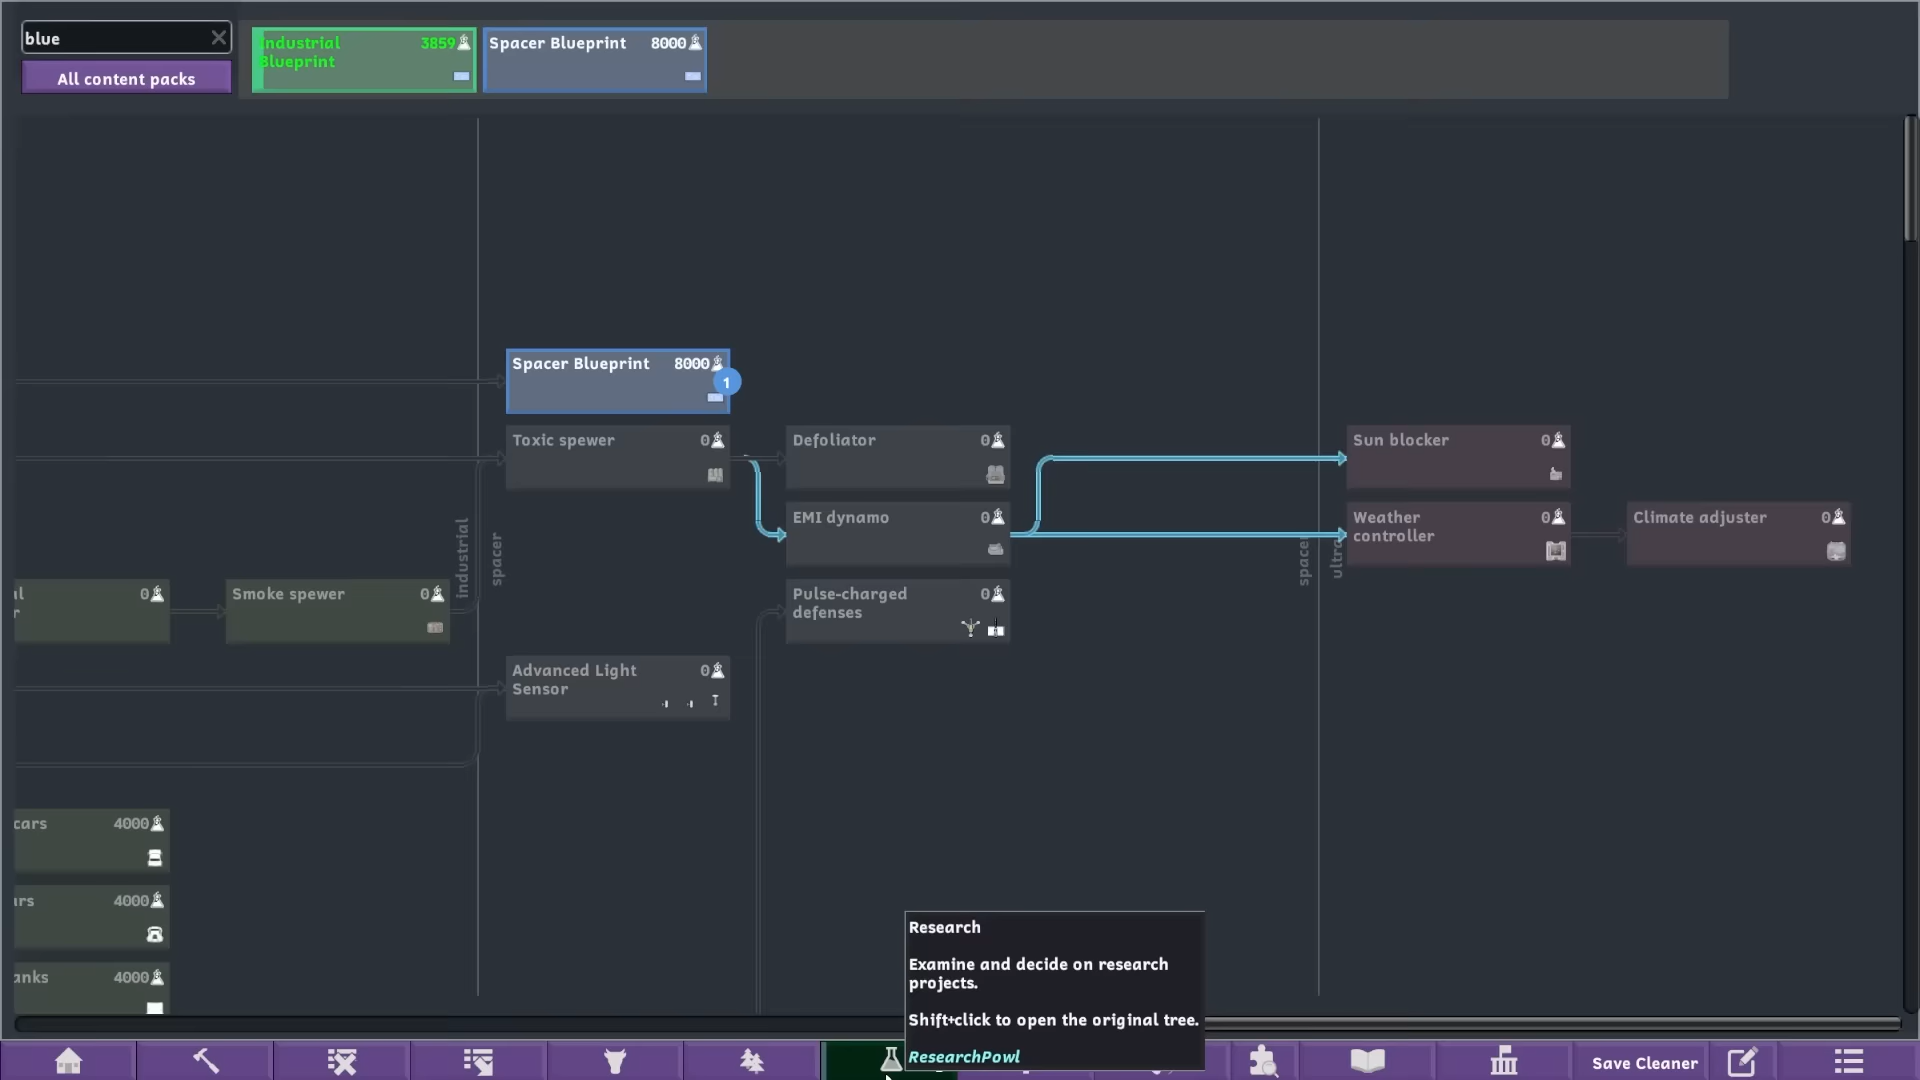 blue
All content packs
Industrial 3859
Blueprint
Spacer Blueprint 8000
Spacer Blueprint 8000
1
Toxic spewer 0
Defoliator 0
Sun blocker 0
EMI dynamo 0
Weather 0
controller
Climate adjuster 0
industrial
spacer
spacer
ultra
Smoke spewer 0
0
Pulse-charged 0
defenses
Advanced Light 0
Sensor
cars 4000
4000
anks 4000
Research
Examine and decide on research
projects.
Shift+click to open the original tree.
ResearchPowl
Save Cleaner